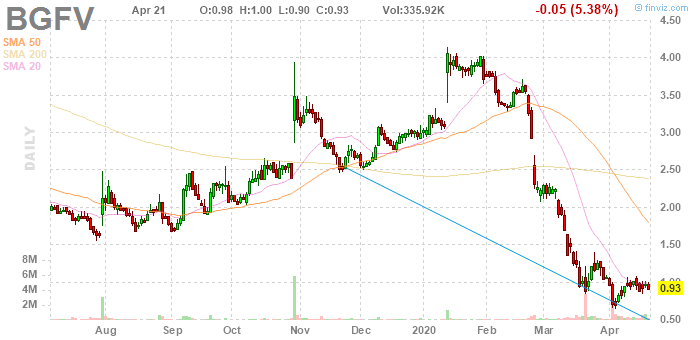 BGFV Apr 21 O:0.98 H:1.00 L:0.90 C:0.93 Vol:335.92K -0.05 (5.38%)
© finviz.com
SMA 50
SMA 200
SMA 20
DAILY
4.50
4.00
3.50
3.00
2.50
2.00
1.50
1.00
0.93
0.50
8M
6M
4M
2M
Aug Sep Oct Nov Dec 2020 Feb Mar Apr